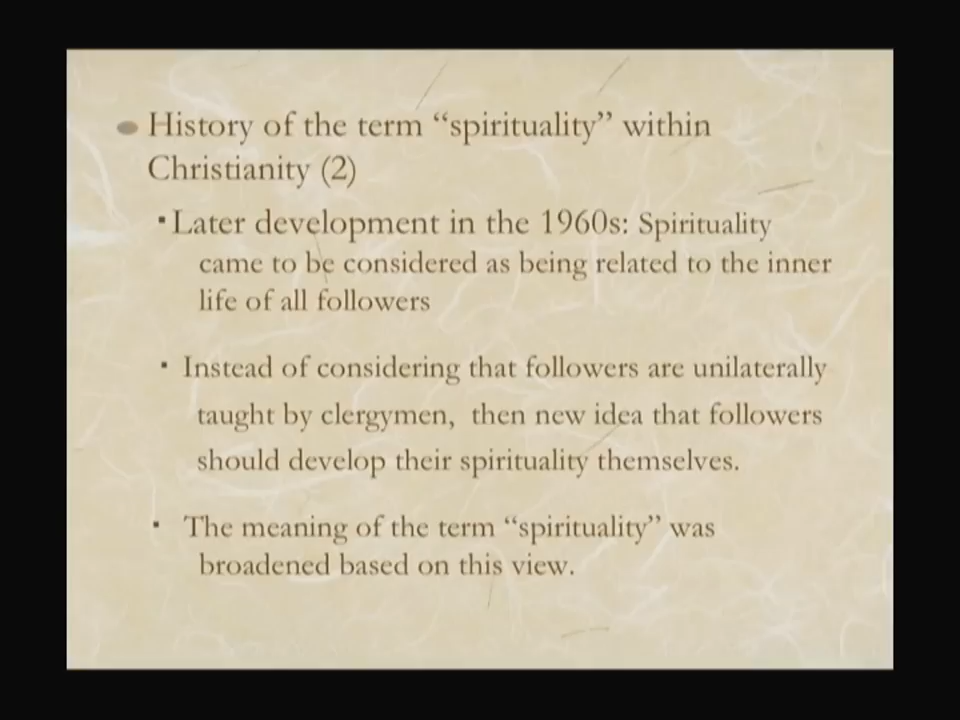 History of the term “spirituality” within
Christianity (2)
▪ Later development in the 1960s: Spirituality
came to be considered as being related to the inner
life of all followers
▪ Instead of considering that followers are unilaterally
taught by clergymen, then new idea that followers
should develop their spirituality themselves.
▪ The meaning of the term “spirituality” was
broadened based on this view.